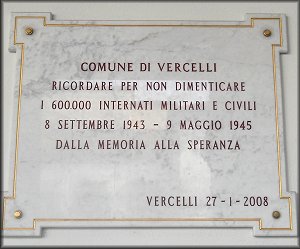 COMUNE DI VERCELLI
RICORDARE PER NON DIMENTICARE
I 600.000 INTERNATI MILITARI E CIVILI
8 SETTEMBRE 1943 - 9 MAGGIO 1945
DALLA MEMORIA ALLA SPERANZA
VERCELLI 27-1-2008